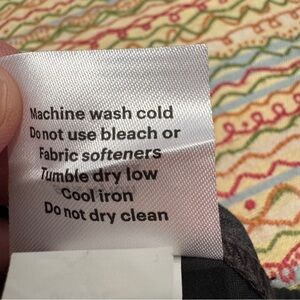 Machine wash cold
Do not use bleach or
Fabric softeners
Tumble dry low
Cool iron
Do not dry clean